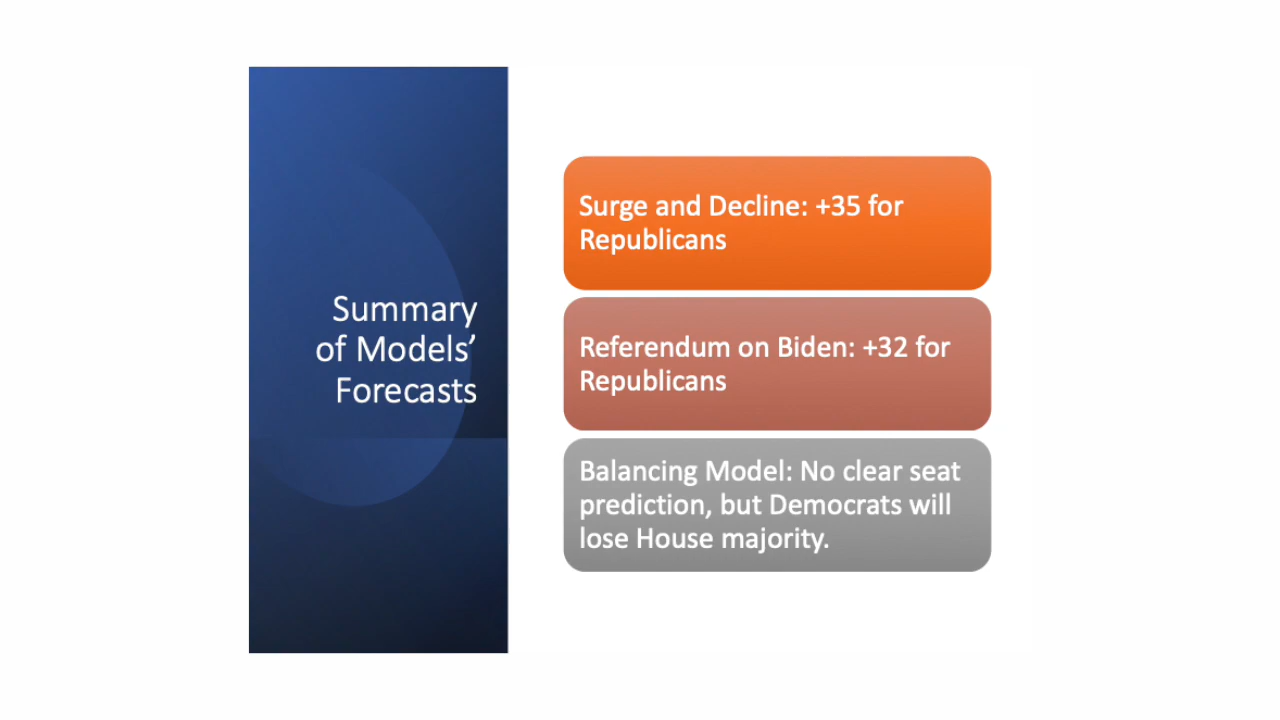 Summary
of Models’
Forecasts
Surge and Decline: +35 for
Republicans
Referendum on Biden: +32 for
Republicans
Balancing Model: No clear seat
prediction, but Democrats will
lose House majority.